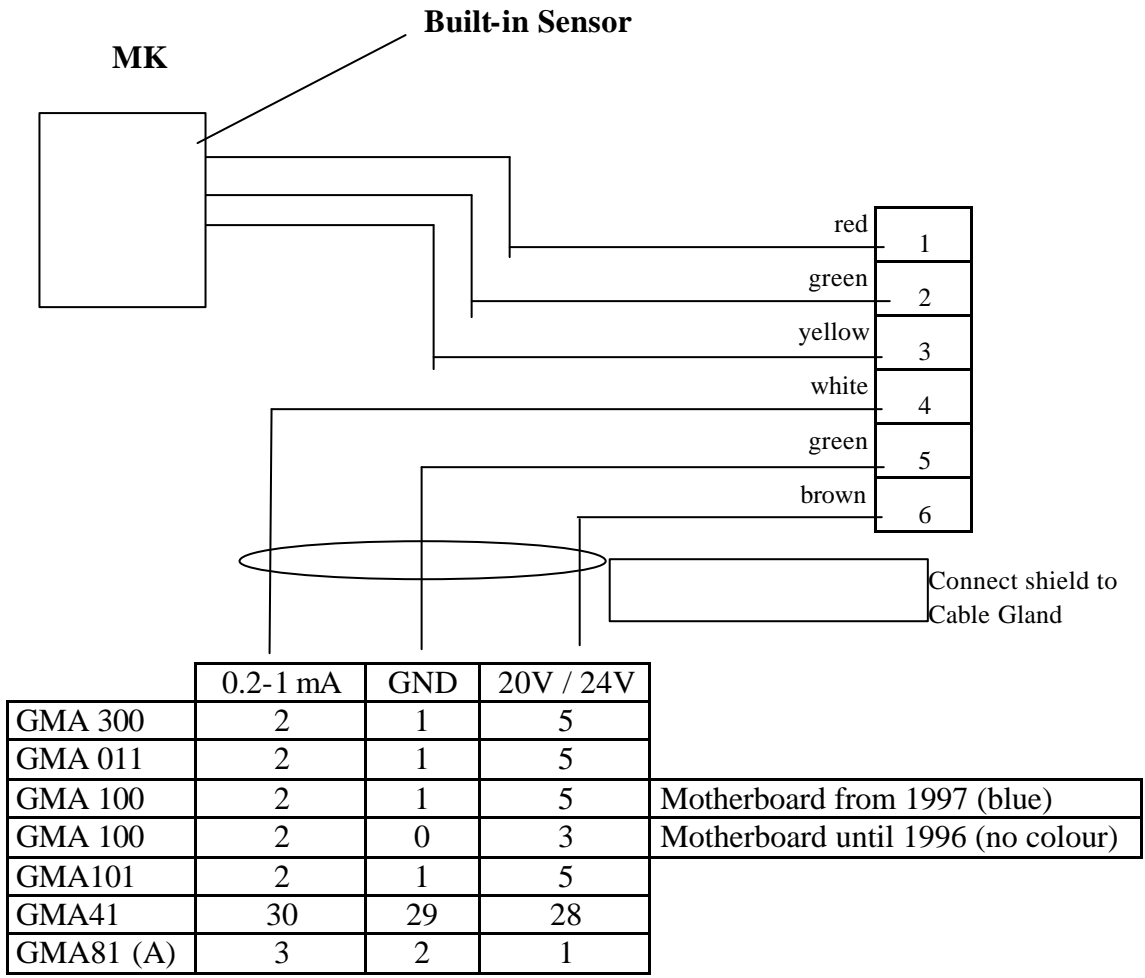 Built-in Sensor
MK
red
1
green
2
yellow
3
white
4
green
5
brown
6
Connect shield to
Cable Gland
0.2-1 mA GND 20V / 24V
GMA 300 2 1 5
GMA 011 2 1 5
GMA 100 2 1 5 Motherboard from 1997 (blue)
GMA 100 2 0 3 Motherboard until 1996 (no colour)
GMA101 2 1 5
GMA41 30 29 28
GMA81 (A) 3 2 1